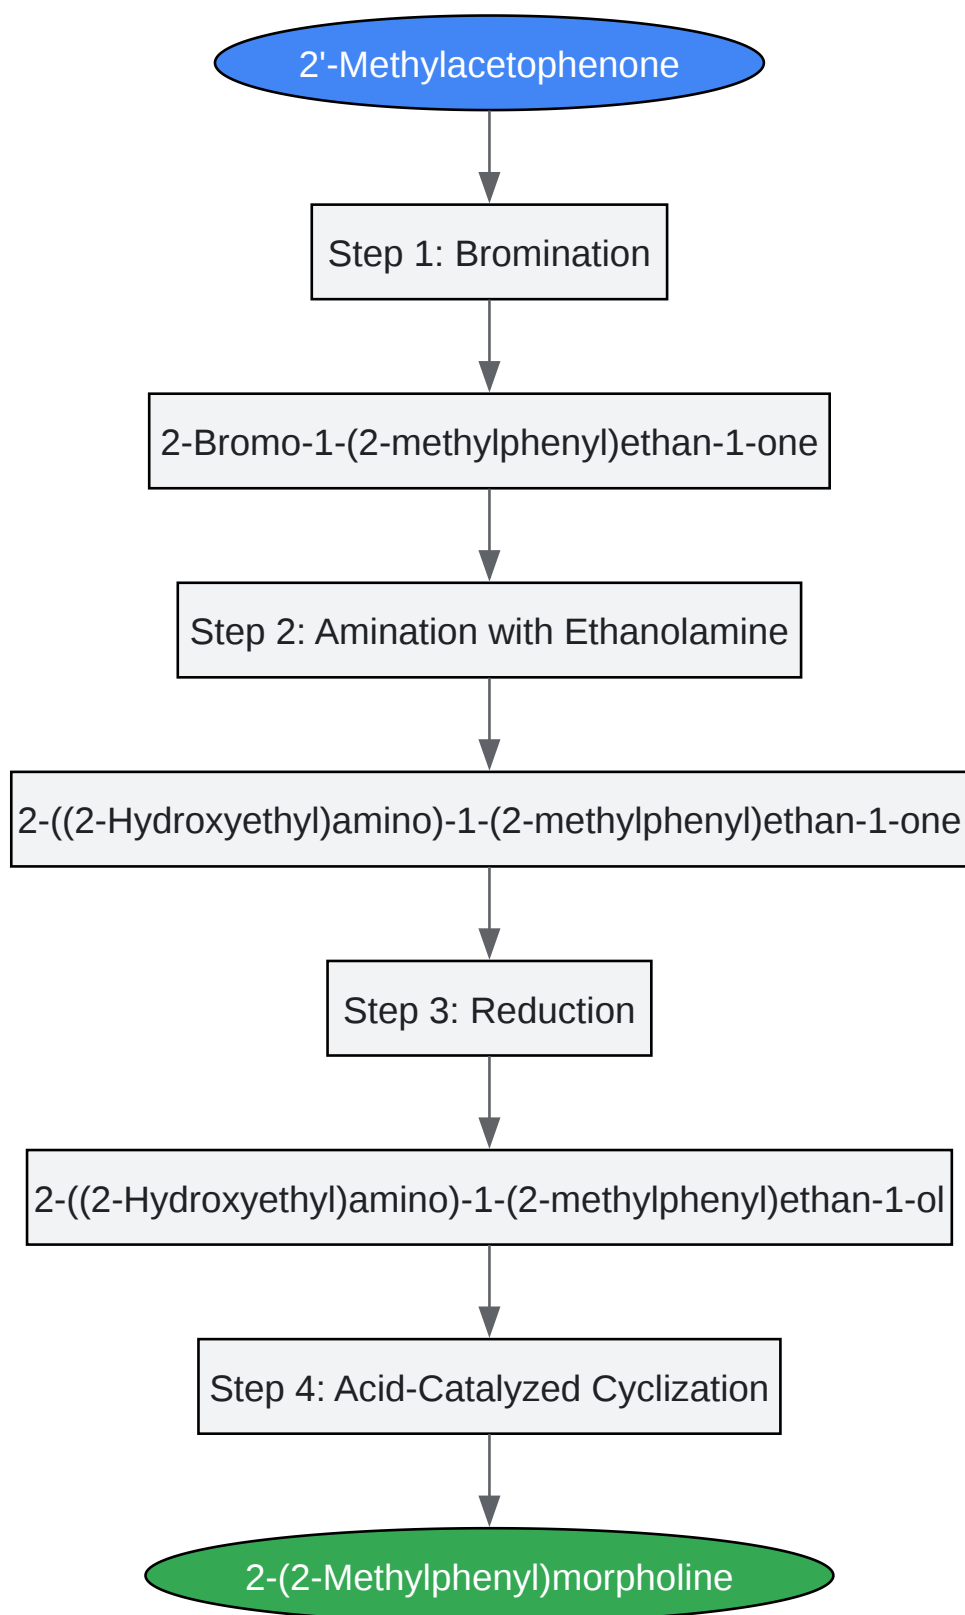 2'-Methylacetophenone
Step 1: Bromination
2-Bromo-1-(2-methylphenyl)ethan-1-one
Step 2: Amination with Ethanolamine
2-((2-Hydroxyethyl)amino)-1-(2-methylphenyl)ethan-1-one
Step 3: Reduction
2-((2-Hydroxyethyl)amino)-1-(2-methylphenyl)ethan-1-ol
Step 4: Acid-Catalyzed Cyclization
2-(2-Methylphenyl)morpholine